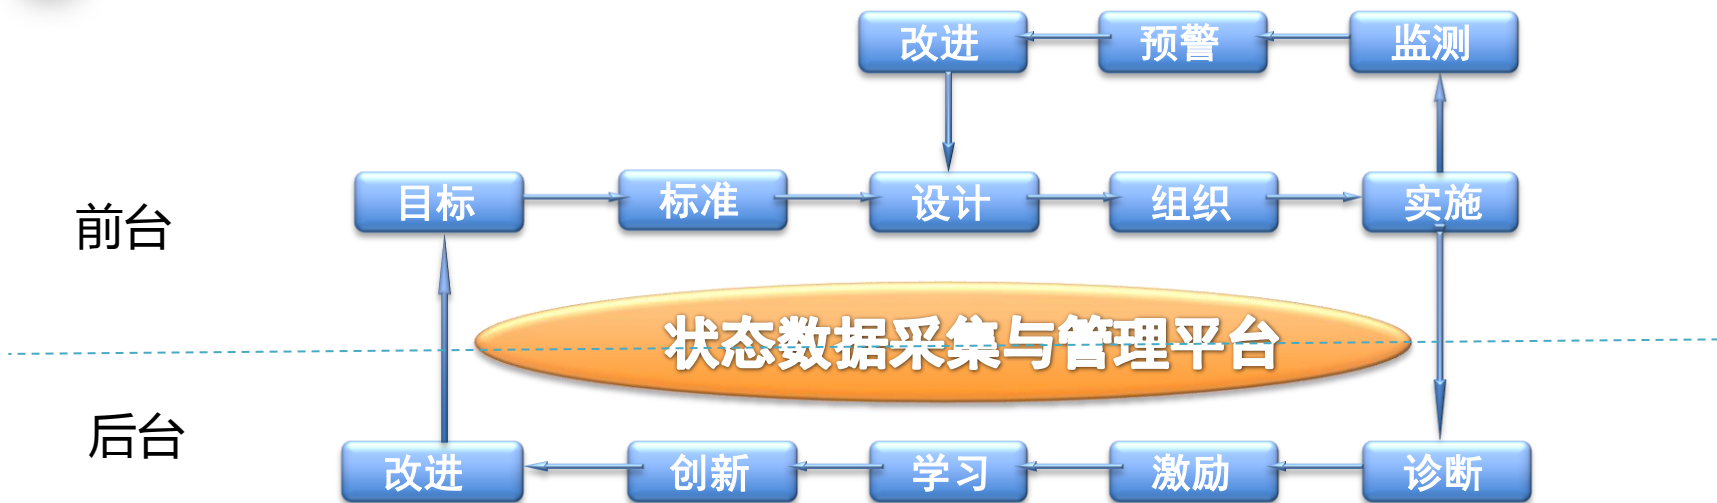 改进 预警 监测
前台
目标 标准 设计 组织 实施
状态数据采集与管理平台
后台
改进 创新 学习 激励 诊断